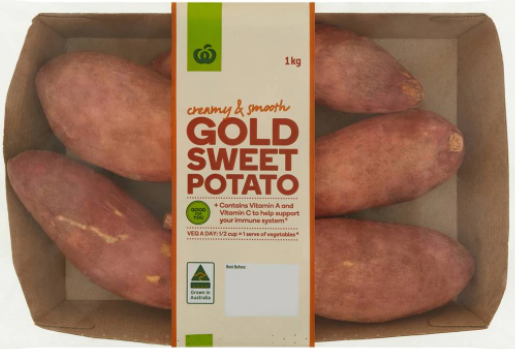 1kg
creamy & smooth
GOLD
SWEET
POTATO
GOOD
FOR
YOU
+ Contains Vitamin A and
Vitamin C to help support
your immune system*
VEG A DAY: 1/2 cup = 1 serve of vegetables*
Grown in
Australia
Best Before: